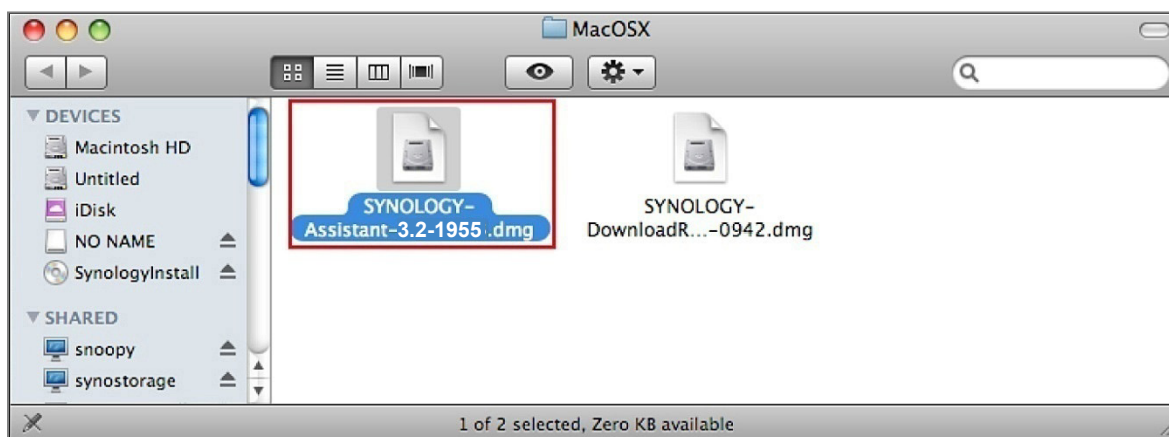 MacOSX
DEVICES
Macintosh HD
Untitled
iDisk
NO NAME
SynologyInstall
SHARED
snoopy
synostorage
SYNOLOGY-
Assistant-3.2-1955.dmg
SYNOLOGY-
DownloadR...-0942.dmg
1 of 2 selected, Zero KB available